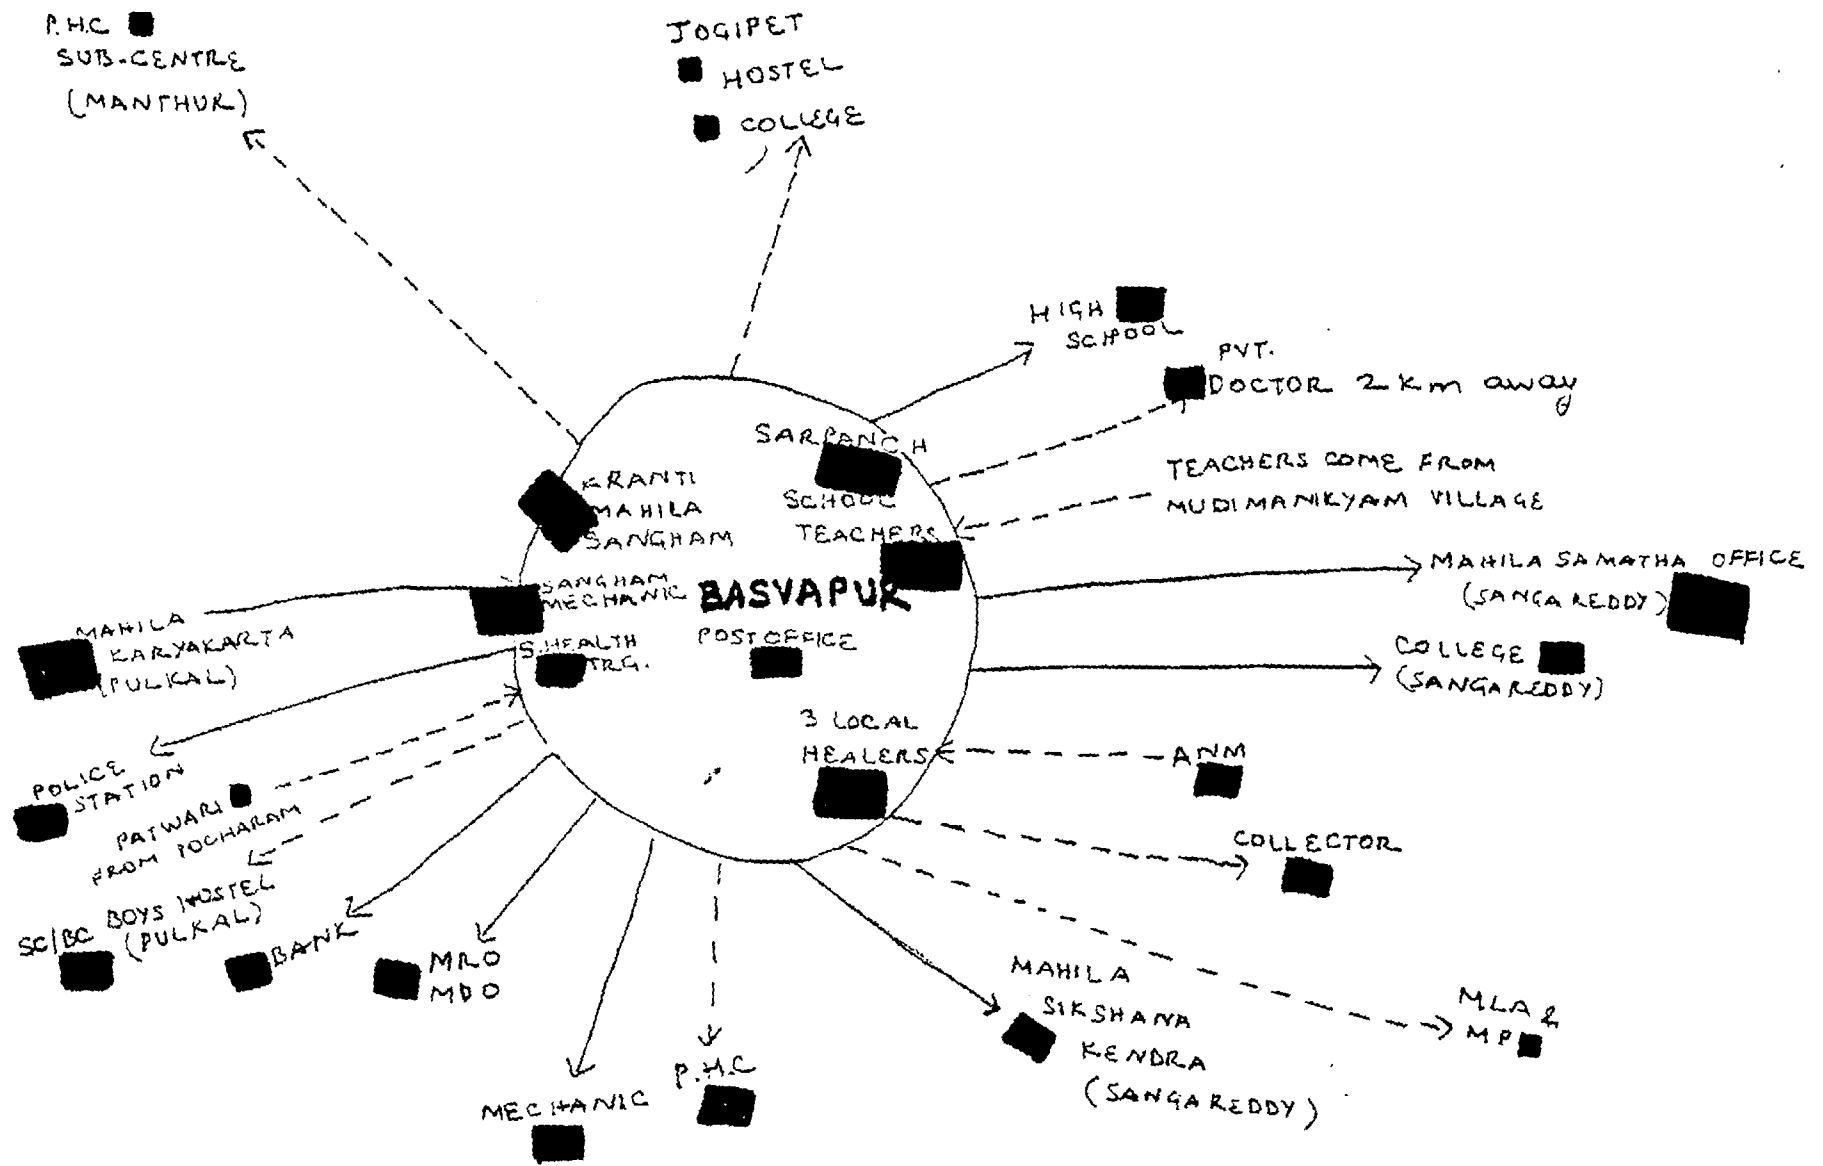 P.H.C
SUB-CENTRE
(MANTHUR)
JOGIPET
HOSTEL
COLLEGE
HIGH
SCHOOL
PVT.
DOCTOR 2 Km away
TEACHERS COME FROM
MUDIMANIKYAM VILLAGE
MAHILA SAMATHA OFFICE
(SANGAREDDY)
COLLEGE
(SANGAREDDY)
ANM
COLLECTOR
MLA &
MP
MAHILA
SIKSHANA
KENDRA
(SANGAREDDY)
P.H.C
MECHANIC
MRO
MDO
BANK
SC/BC BOYS HOSTEL
(PULKAL)
PATWARI
FROM POCHARAM
POLICE
STATION
MAHILA
KARYAKARTA
(PULKAL)
SARPANCH
SCHOOL
TEACHERS
KRANTI
MAHILA
SANGHAM
SANGHAM
MECHANIC
BASVAPUR
S.HEALTH
TRG.
POST OFFICE
3 LOCAL
HEALERS